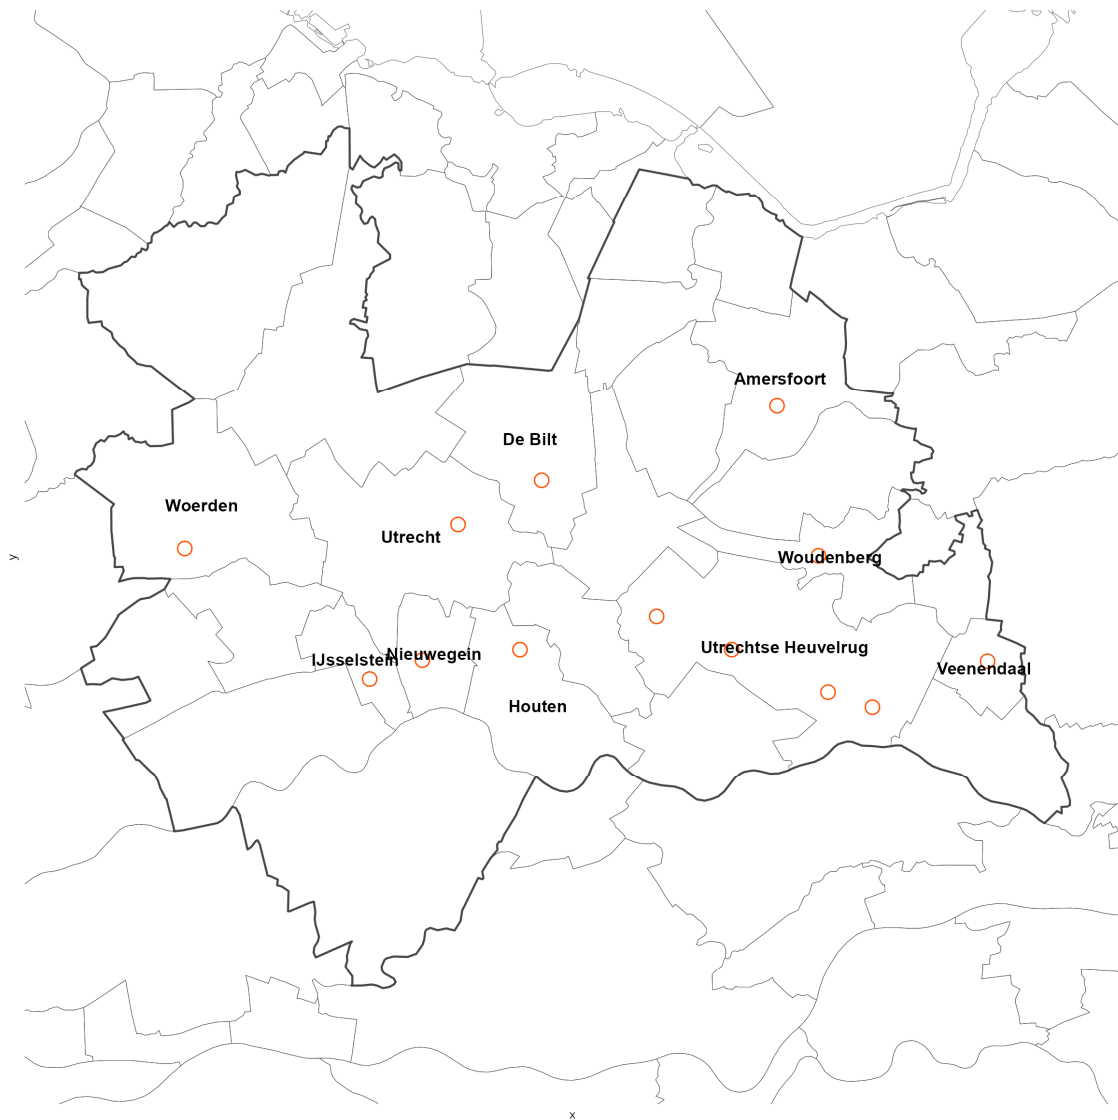 Amersfoort
De Bilt
Woerden
Utrecht
Woudenberg
y
Utrechtse Heuvelrug
Nieuwegein
IJsselstein
Veenendaal
Houten
x